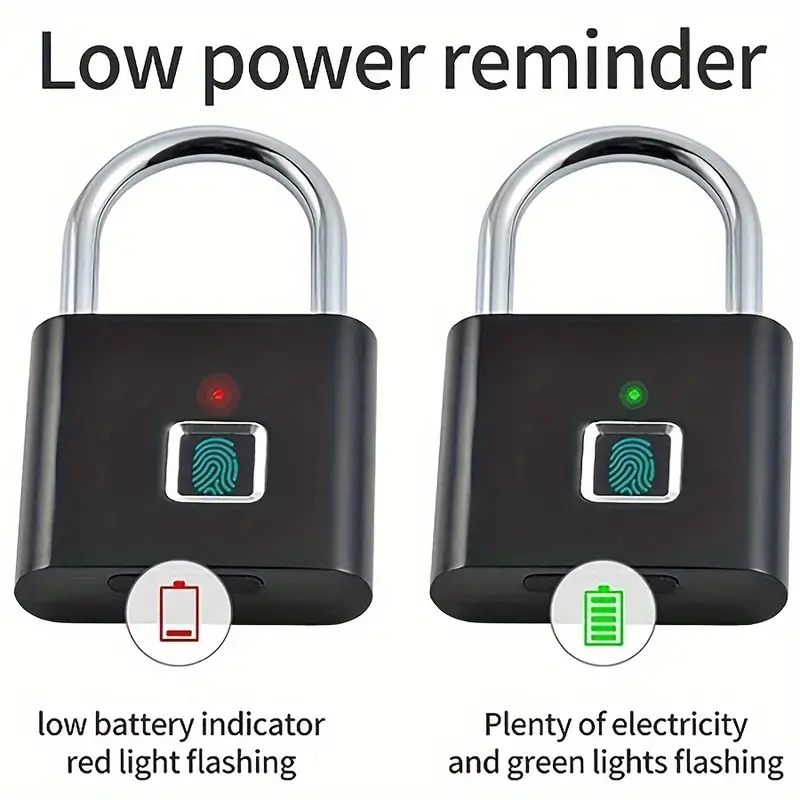 Low power reminder
low battery indicator
red light flashing
Plenty of electricity
and green lights flashing